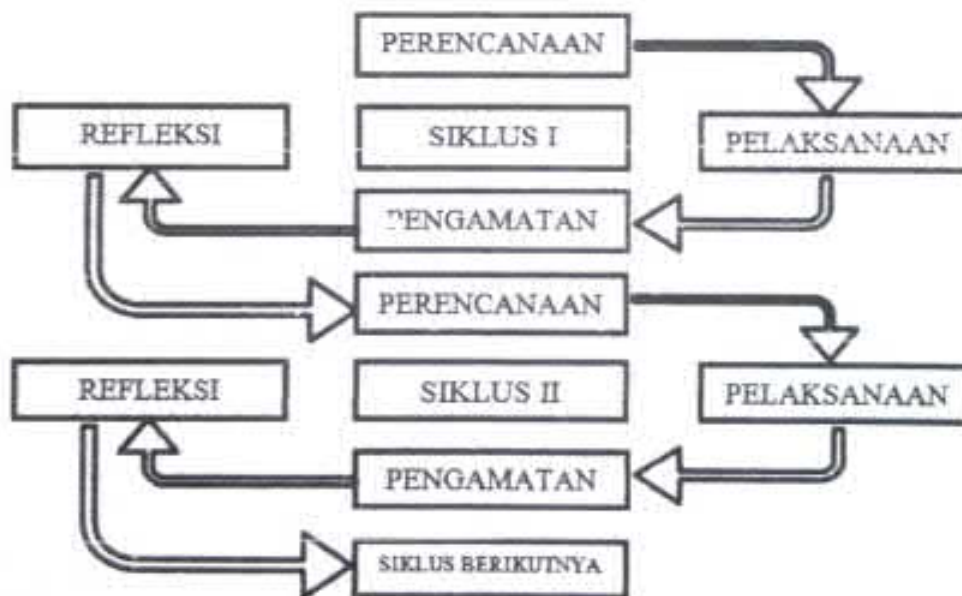 PERENCANAAN
REFLEKSI
SIKLUS I
PELAKSANAAN
PENGAMATAN
PERENCANAAN
REFLEKSI
SIKLUS II
PELAKSANAAN
PENGAMATAN
SIKLUS BERIKUTNYA